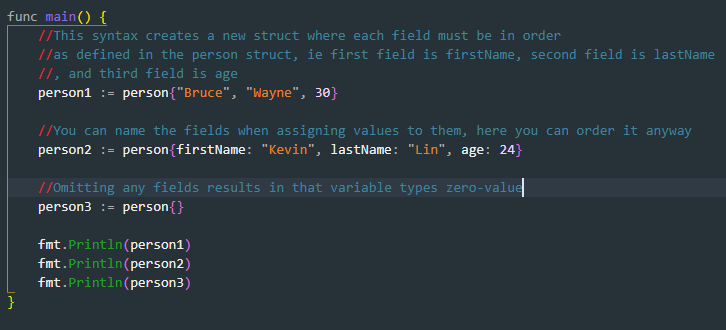 func main() {
//This syntax creates a new struct where each field must be in order
//as defined in the person struct, ie first field is firstName, second field is lastName
//, and third field is age
person1 := person{"Bruce", "Wayne", 30}
//You can name the fields when assigning values to them, here you can order it anyway
person2 := person{firstName: "Kevin", lastName: "Lin", age: 24}
//Omitting any fields results in that variable types zero-value
person3 := person{}
fmt.Println(person1)
fmt.Println(person2)
fmt.Println(person3)
}